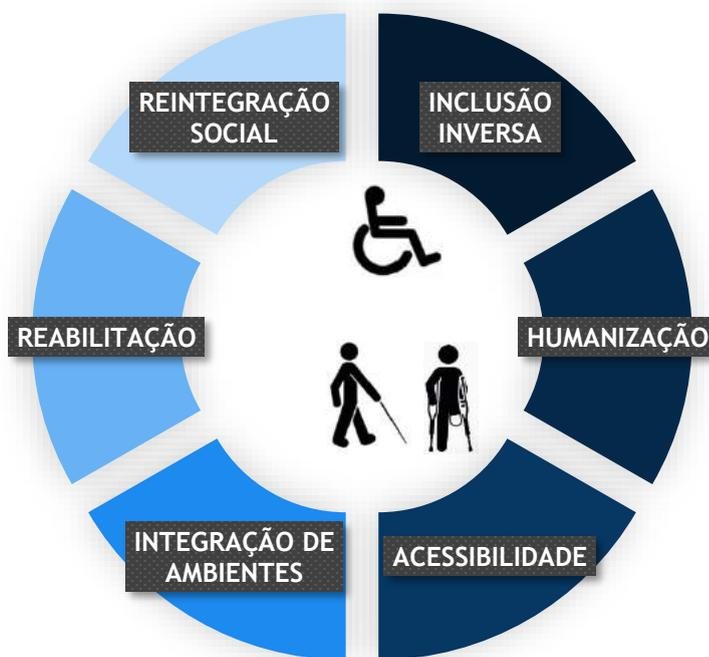 REINTEGRAÇÃO
SOCIAL
INCLUSÃO
INVERSA
REABILITAÇÃO
HUMANIZAÇÃO
INTEGRAÇÃO DE
AMBIENTES
ACESSIBILIDADE